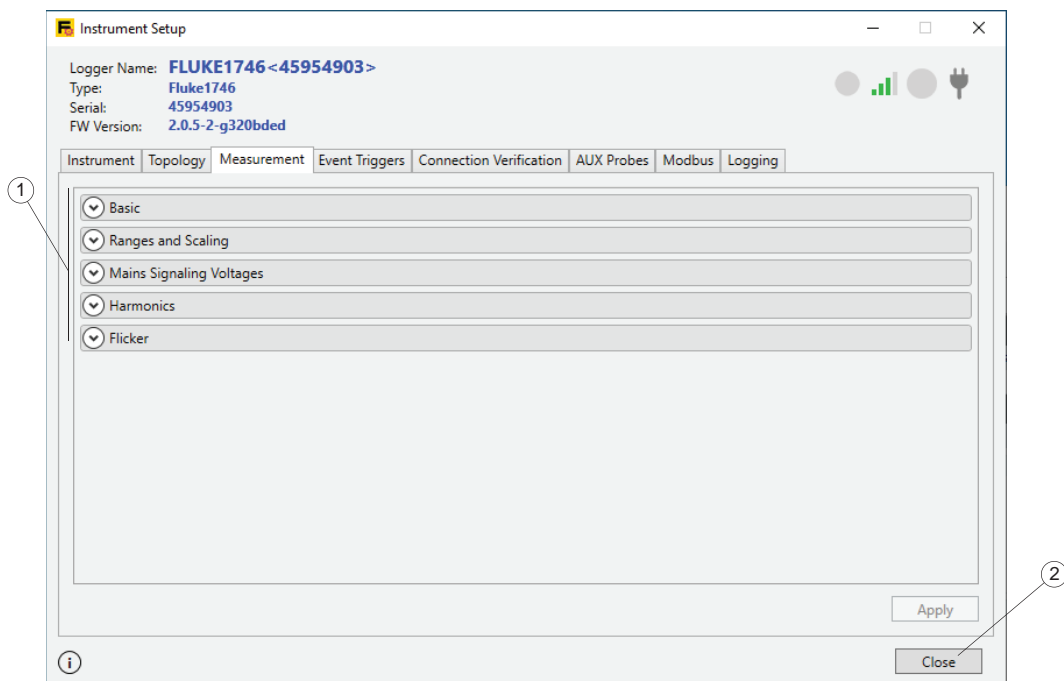 Instrument Setup
Logger Name: FLUKE1746<45954903>
Type: Fluke1746
Serial: 45954903
FW Version: 2.0.5-2-g320bded
Instrument Topology Measurement Event Triggers Connection Verification AUX Probes Modbus Logging
1
Basic
Ranges and Scaling
Mains Signaling Voltages
Harmonics
Flicker
2
Apply
Close